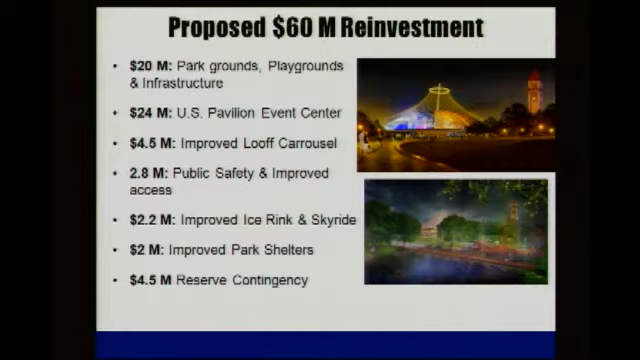 Proposed $60 M Reinvestment
• $20 M: Park grounds, Playgrounds
& Infrastructure
• $24 M: U.S. Pavilion Event Center
• $4.5 M: Improved Looff Carrousel
• 2.8 M: Public Safety & Improved
access
• $2.2 M: Improved Ice Rink & Skyride
• $2 M: Improved Park Shelters
• $4.5 M Reserve Contingency